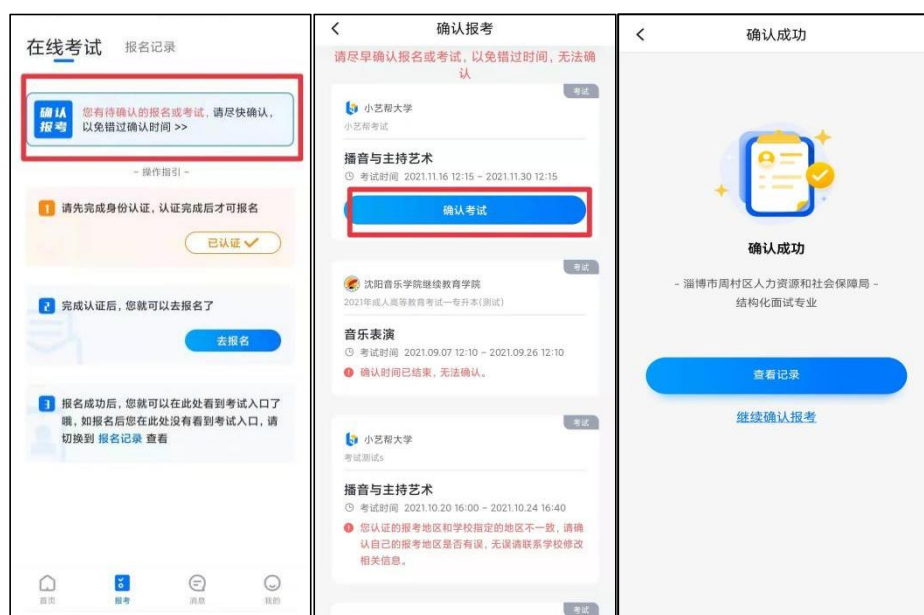 在线考试 报名记录
确认
报考
您有待确认的报名或考试，请尽快确认，
以免错过确认时间 >>
- 操作指引 -
1 请先完成身份认证，认证完成后才可报名
已认证
2 完成认证后，您就可以去报名了
去报名
3 报名成功后，您就可以在此处看到考试入口了
哦，如报名后您在此处没有看到考试入口，请
切换到 报名记录 查看
首页 报考 消息 我的
确认报考
请尽早确认报名或考试，以免错过时间，无法确
认
考试
小艺帮大学
小艺帮考试
播音与主持艺术
考试时间 2021.11.16 12:15 - 2021.11.30 12:15
确认考试
考试
沈阳音乐学院继续教育学院
2021年成人高等教育考试—专升本(测试)
音乐表演
考试时间 2021.09.07 12:10 - 2021.09.26 12:10
确认时间已结束，无法确认。
考试
小艺帮大学
考试测试s
播音与主持艺术
考试时间 2021.10.20 16:00 - 2021.10.24 16:40
您认证的报考地区和学校指定的地区不一致，请确
认自己的报考地区是否有误，无误请联系学校修改
相关信息。
考试
确认成功
确认成功
- 淄博市周村区人力资源和社会保障局 -
结构化面试专业
查看记录
继续确认报考